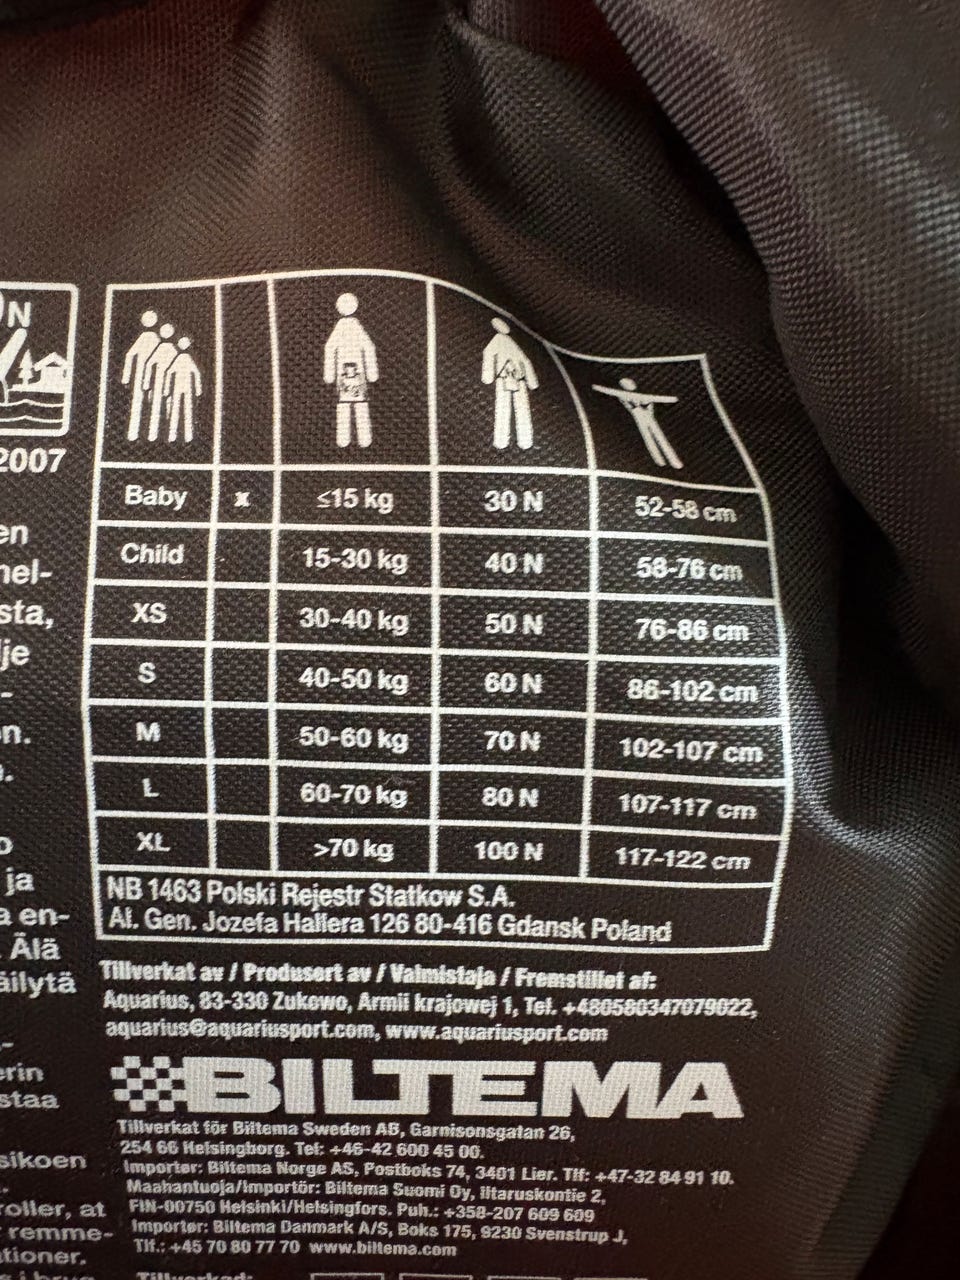 N
2007
Baby x ≤15 kg 30 N 52-58 cm
Child 15-30 kg 40 N 58-76 cm
XS 30-40 kg 50 N 76-86 cm
S 40-50 kg 60 N 86-102 cm
M 50-60 kg 70 N 102-107 cm
L 60-70 kg 80 N 107-117 cm
XL >70 kg 100 N 117-122 cm
NB 1463 Polski Rejestr Statkow S.A.
Al. Gen. Jozefa Hallera 126 80-416 Gdansk Poland
en
nel-
sta,
je
-
n.
ja
a en-
Älä
äilytä
erin
staa
sikoen
roller, at
remme-
tioner.
Tillverkat av / Produsert av / Valmistaja / Fremstillet af:
Aquarius, 83-330 Zukowo, Armii krajowej 1, Tel. +480580347079022,
aquarius@aquariusport.com, www.aquariusport.com
BILTEMA
Tillverkat för Biltema Sweden AB, Garnisonsgatan 26,
254 66 Helsingborg. Tel: +46-42 600 45 00.
Importør: Biltema Norge AS, Postboks 74, 3401 Lier. Tlf: +47-32 84 91 10.
Maahantuoja/Importör: Biltema Suomi Oy, Iltaruskontie 2,
FIN-00750 Helsinki/Helsingfors. Puh.: +358-207 609 609
Importør: Biltema Danmark A/S, Boks 175, 9230 Svenstrup J,
Tlf.: +45 70 80 77 70 www.biltema.com